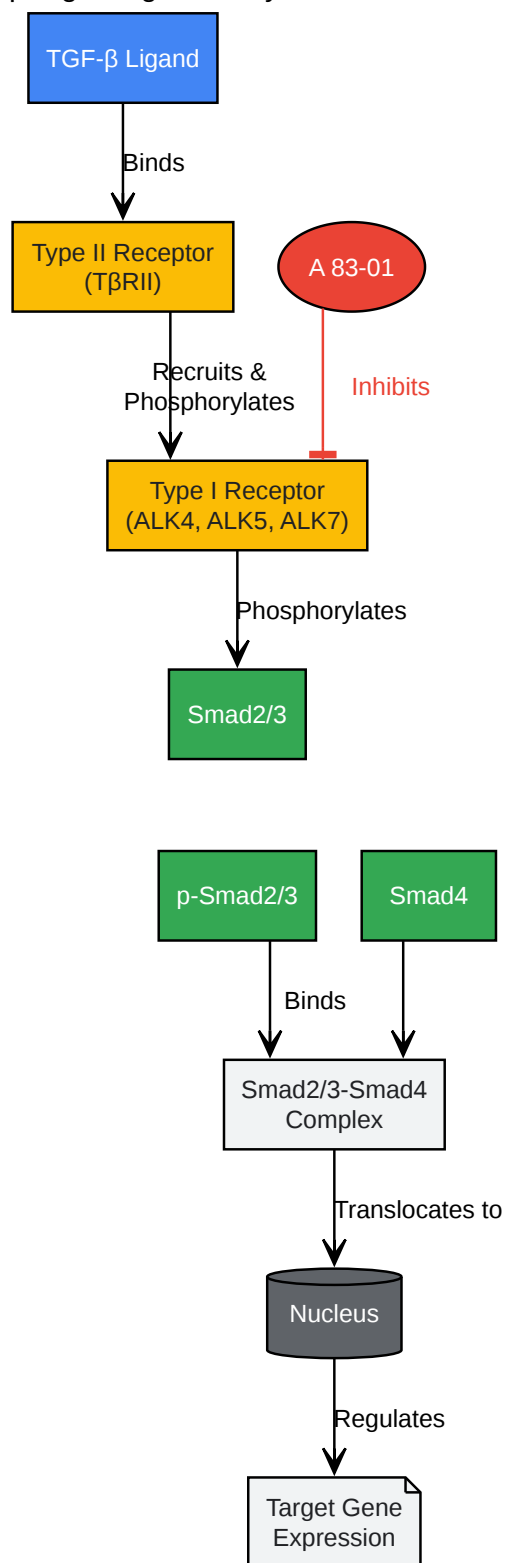 TGF-β Ligand
Binds
Type II Receptor
(TβRII)
A 83-01
Recruits &
Phosphorylates
Inhibits
Type I Receptor
(ALK4, ALK5, ALK7)
Phosphorylates
Smad2/3
p-Smad2/3
Smad4
Binds
Smad2/3-Smad4
Complex
Translocates to
Nucleus
Regulates
Target Gene
Expression